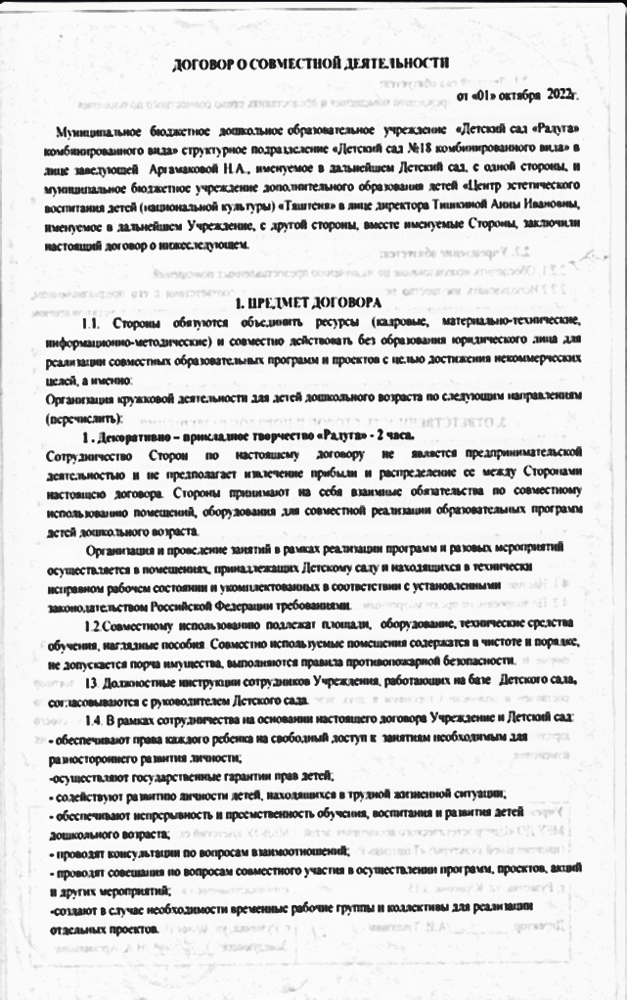 ДОГОВОР О СОВМЕСТНОЙ ДЕЯТЕЛЬНОСТИ
от «01» октября 2022г.
Муниципальное бюджетное дошкольное образовательное учреждение «Детский сад «Радуга»
комбинированного вида» структурное подразделение «Детский сад №18 комбинированного вида» в
лице заведующей Аргамаковой Н.А., именуемое в дальнейшем Детский сад, с одной стороны, и
муниципальное бюджетное учреждение дополнительного образования детей «Центр эстетического
воспитания детей (национальной культуры) «Тяштеня» в лице директора Тишкиной Анны Ивановны,
именуемое в дальнейшем Учреждение, с другой стороны, вместе именуемые Стороны, заключили
настоящий договор о нижеследующем.
1. ПРЕДМЕТ ДОГОВОРА
1.1. Стороны обязуются объединить ресурсы (кадровые, материально-технические,
информационно-методические) и совместно действовать без образования юридического лица для
реализации совместных образовательных программ и проектов с целью достижения некоммерческих
целей, а именно:
Организация кружковой деятельности для детей дошкольного возраста по следующим направлениям
(перечислить):
1 . Декоративно – прикладное творчество «Радуга» - 2 часа.
Сотрудничество Сторон по настоящему договору не является предпринимательской
деятельностью и не предполагает извлечение прибыли и распределение ее между Сторонами
настоящего договора. Стороны принимают на себя взаимные обязательства по совместному
использованию помещений, оборудования для совместной реализации образовательных программ
детей дошкольного возраста.
Организация и проведение занятий в рамках реализации программ и разовых мероприятий
осуществляется в помещениях, принадлежащих Детскому саду и находящихся в технически
исправном рабочем состоянии и укомплектованных в соответствии с установленными
законодательством Российской Федерации требованиями.
1.2.Совместному использованию подлежат площади, оборудование, технические средства
обучения, наглядные пособия. Совместно используемые помещения содержатся в чистоте и порядке,
не допускается порча имущества, выполняются правила противопожарной безопасности.
1.3. Должностные инструкции сотрудников Учреждения, работающих на базе Детского сада,
согласовываются с руководителем Детского сада.
1.4. В рамках сотрудничества на основании настоящего договора Учреждение и Детский сад:
- обеспечивают права каждого ребенка на свободный доступ к занятиям необходимым для
разностороннего развития личности;
-осуществляют государственные гарантии прав детей;
- содействуют развитию личности детей, находящихся в трудной жизненной ситуации;
- обеспечивают непрерывность и преемственность обучения, воспитания и развития детей
дошкольного возраста;
- проводят консультации по вопросам взаимоотношений;
- проводят совещания по вопросам совместного участия в осуществлении программ, проектов, акций
и других мероприятий;
-создают в случае необходимости временные рабочие группы и коллективы для реализации
отдельных проектов.